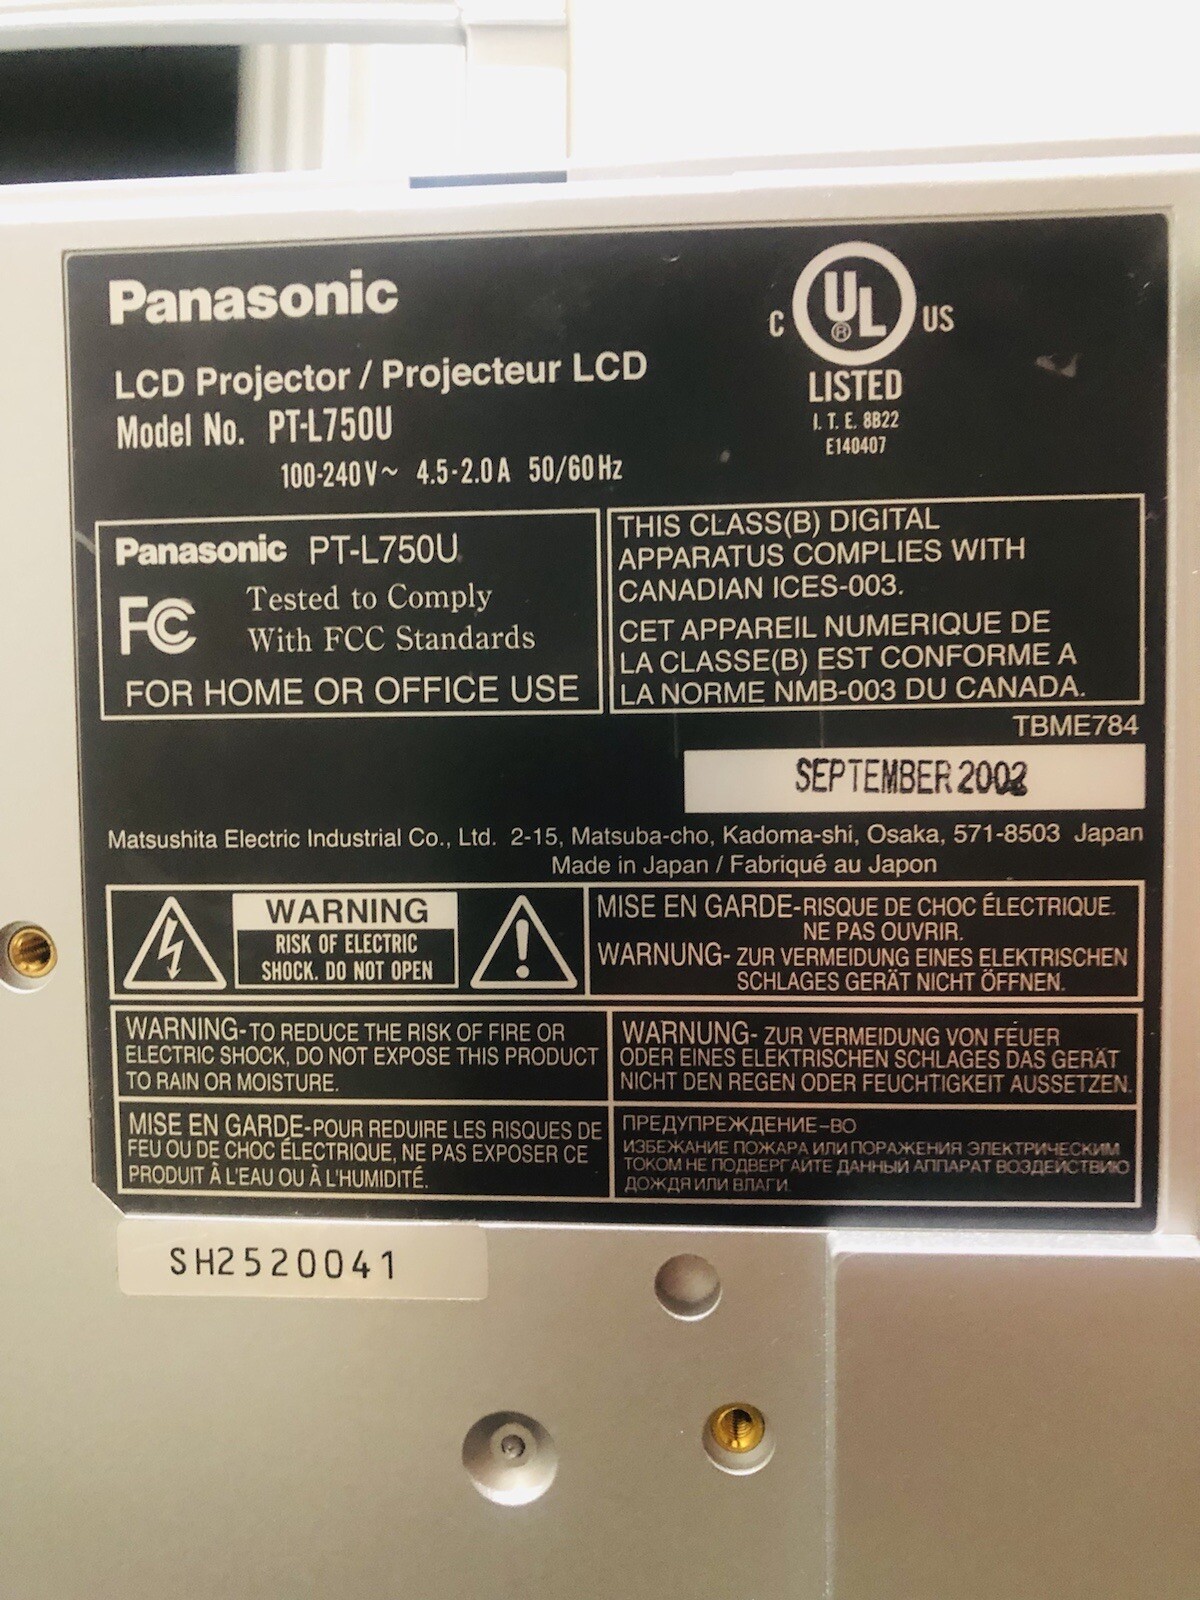 Panasonic
LCD Projector / Projecteur LCD
Model No. PT-L750U
100-240V~ 4.5-2.0A 50/60Hz
C UL® US
LISTED
I. T. E. 8B22
E140407
Panasonic PT-L750U
FC Tested to Comply
With FCC Standards
FOR HOME OR OFFICE USE
THIS CLASS(B) DIGITAL
APPARATUS COMPLIES WITH
CANADIAN ICES-003.
CET APPAREIL NUMERIQUE DE
LA CLASSE(B) EST CONFORME A
LA NORME NMB-003 DU CANADA.
TBME784
SEPTEMBER 2002
Matsushita Electric Industrial Co., Ltd. 2-15, Matsuba-cho, Kadoma-shi, Osaka, 571-8503 Japan
Made in Japan / Fabriqué au Japon
WARNING
RISK OF ELECTRIC
SHOCK. DO NOT OPEN
MISE EN GARDE-RISQUE DE CHOC ÉLECTRIQUE.
NE PAS OUVRIR.
WARNUNG- ZUR VERMEIDUNG EINES ELEKTRISCHEN
SCHLAGES GERÄT NICHT ÖFFNEN.
WARNING-TO REDUCE THE RISK OF FIRE OR
ELECTRIC SHOCK, DO NOT EXPOSE THIS PRODUCT
TO RAIN OR MOISTURE.
WARNUNG- ZUR VERMEIDUNG VON FEUER
ODER EINES ELEKTRISCHEN SCHLAGES DAS GERÄT
NICHT DEN REGEN ODER FEUCHTIGKEIT AUSSETZEN.
MISE EN GARDE-POUR REDUIRE LES RISQUES DE
FEU OU DE CHOC ÉLECTRIQUE, NE PAS EXPOSER CE
PRODUIT À L'EAU OU À L'HUMIDITÉ.
ПРЕДУПРЕЖДЕНИЕ-ВО
ИЗБЕЖАНИЕ ПОЖАРА ИЛИ ПОРАЖЕНИЯ ЭЛЕКТРИЧЕСКИМ
ТОКОМ НЕ ПОДВЕРГАЙТЕ ДАННЫЙ АППАРАТ ВОЗДЕЙСТВИЮ
ДОЖДЯ ИЛИ ВЛАГИ.
SH2520041